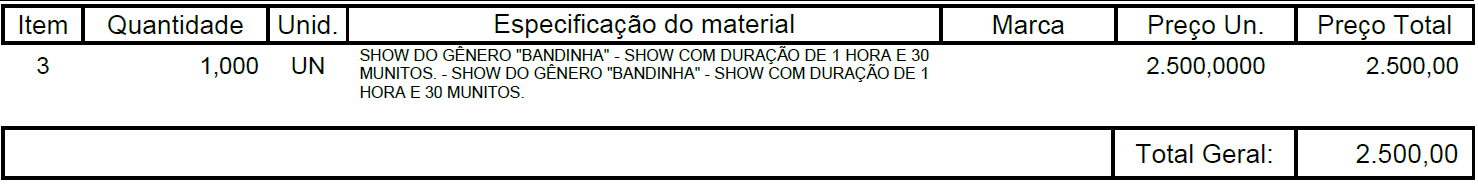 Item Quantidade Unid. Especificação do material Marca Preço Un. Preço Total
3 1,000 UN SHOW DO GÊNERO "BANDINHA" - SHOW COM DURAÇÃO DE 1 HORA E 30 2.500,0000 2.500,00
MUNITOS. - SHOW DO GÊNERO "BANDINHA" - SHOW COM DURAÇÃO DE 1
HORA E 30 MUNITOS.
Total Geral: 2.500,00